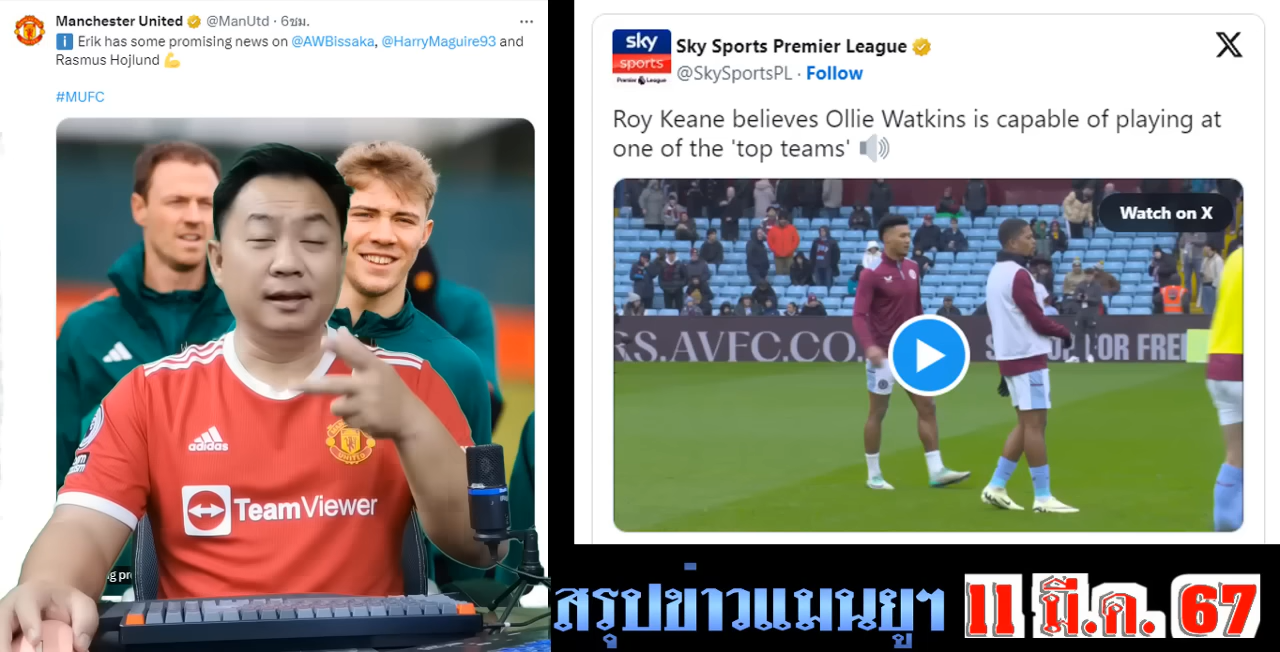 Manchester United @ManUtd · 6ชม.
Erik has some promising news on @AWBissaka, @HarryMaguire93 and
Rasmus Hojlund
#MUFC
adidas
TeamViewer
sky
sports
Premier League
Sky Sports Premier League
@SkySportsPL · Follow
Roy Keane believes Ollie Watkins is capable of playing at
one of the 'top teams'
Watch on X
S.AVFC.CO.
OR FREE
สรุปข่าวแมนยูฯ 11 มี.ค. 67